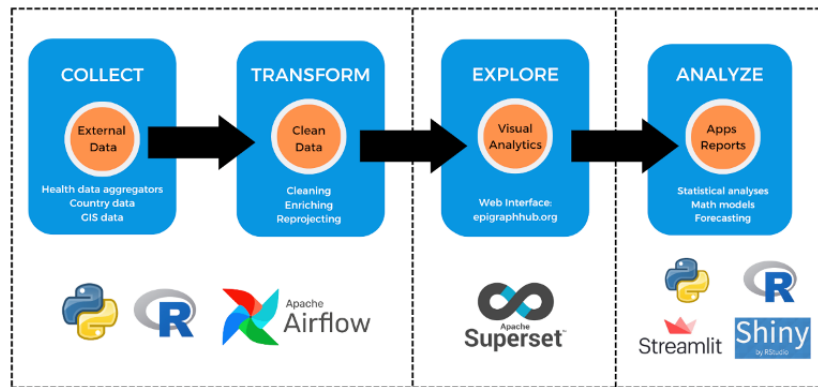 COLLECT
External
Data
Health data aggregators
Country data
GIS data
TRANSFORM
Clean
Data
Cleaning
Enriching
Reprojecting
EXPLORE
Visual
Analytics
Web Interface:
epigraphhub.org
ANALYZE
Apps
Reports
Statistical analyses
Math models
Forecasting
R
Apache
Airflow
Apache
Superset™
R
Streamlit
Shiny
by RStudio